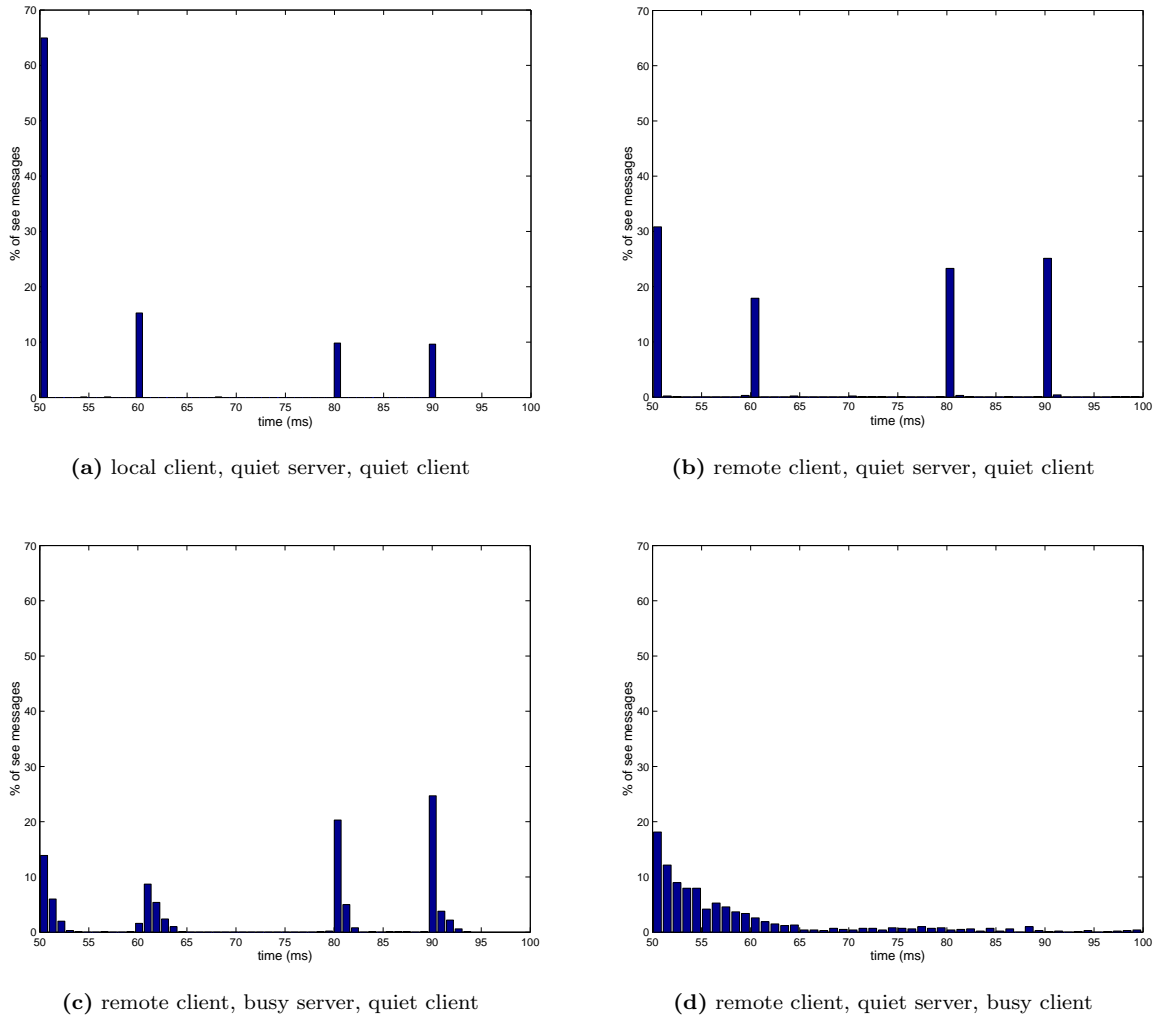 70
60
50
40
30
20
10
0
% of see messages
50 55 60 65 70 75 80 85 90 95 100
time (ms)
(a) local client, quiet server, quiet client
70
60
50
40
30
20
10
0
% of see messages
50 55 60 65 70 75 80 85 90 95 100
time (ms)
(b) remote client, quiet server, quiet client
70
60
50
40
30
20
10
0
% of see messages
50 55 60 65 70 75 80 85 90 95 100
time (ms)
(c) remote client, busy server, quiet client
70
60
50
40
30
20
10
0
% of see messages
50 55 60 65 70 75 80 85 90 95 100
time (ms)
(d) remote client, quiet server, busy client